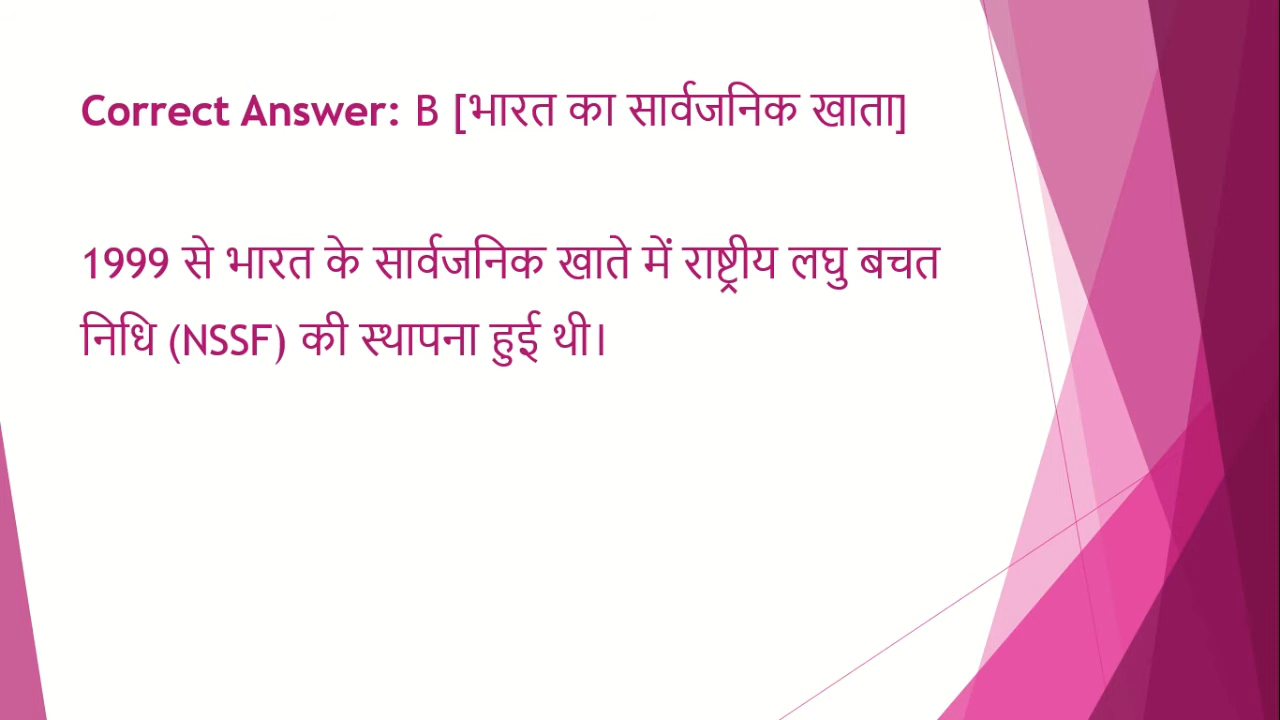 Correct Answer: B [भारत का सार्वजनिक खाता]
1999 से भारत के सार्वजनिक खाते में राष्ट्रीय लघु बचत
निधि (NSSF) की स्थापना हुई थी।